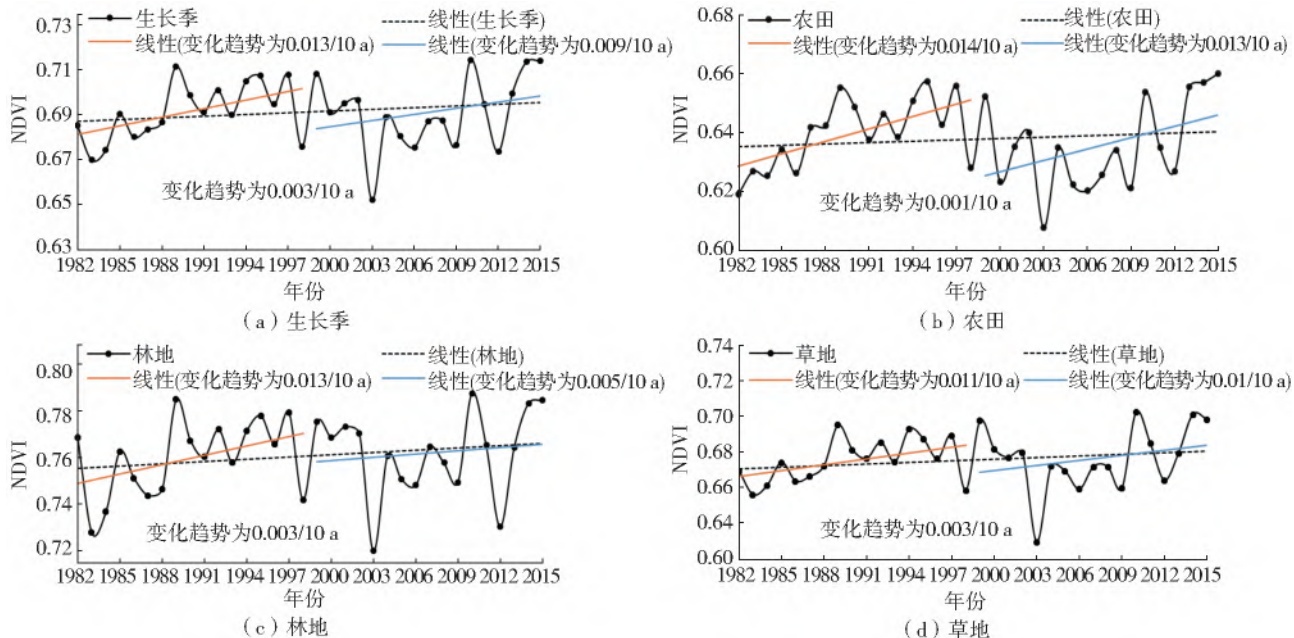 生长季
线性(生长季)
线性(变化趋势为0.013/10 a)
线性(变化趋势为0.009/10 a)
0.73
0.71
0.69
0.67
0.65
0.63
NDVI
变化趋势为0.003/10 a
1982 1985 1988 1991 1994 1997 2000 2003 2006 2009 2012 2015
年份
(a)生长季
农田
线性(农田)
线性(变化趋势为0.014/10 a)
线性(变化趋势为0.013/10 a)
0.68
0.66
0.64
0.62
0.60
NDVI
变化趋势为0.001/10 a
1982 1985 1988 1991 1994 1997 2000 2003 2006 2009 2012 2015
年份
(b)农田
林地
线性(林地)
线性(变化趋势为0.013/10 a)
线性(变化趋势为0.005/10 a)
0.80
0.78
0.76
0.74
0.72
NDVI
变化趋势为0.003/10 a
1982 1985 1988 1991 1994 1997 2000 2003 2006 2009 2012 2015
年份
(c)林地
草地
线性(草地)
线性(变化趋势为0.011/10 a)
线性(变化趋势为0.01/10 a)
0.74
0.72
0.70
0.68
0.66
0.64
0.60
NDVI
变化趋势为0.003/10 a
1982 1985 1988 1991 1994 1997 2000 2003 2006 2009 2012 2015
年份
(d)草地